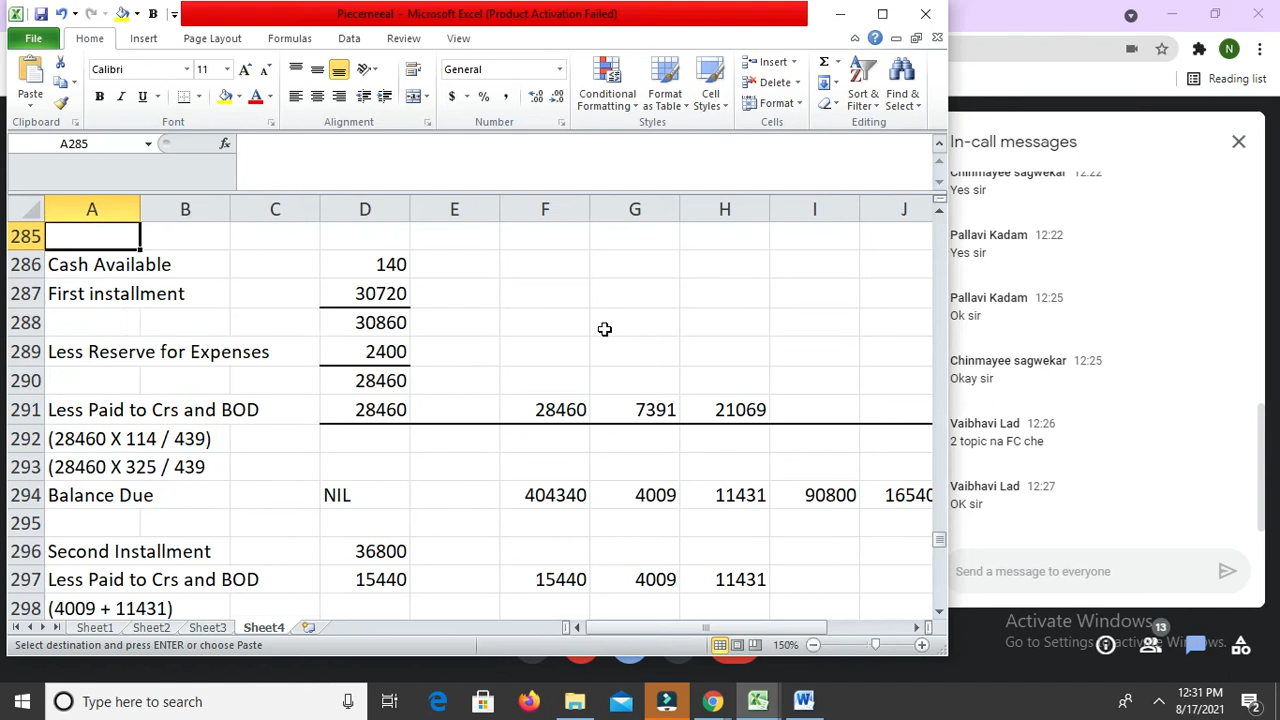 Piecemeeal - Microsoft Excel (Product Activation Failed)
File Home Insert Page Layout Formulas Data Review View
Calibri 11 General
Paste
Conditional Formatting
Format as Table
Cell Styles
Insert
Delete
Format
Sort & Filter
Find & Select
Clipboard Font Alignment Number Styles Cells Editing
A285 fx
A B C D E F G H I J
285
286 Cash Available 140
287 First installment 30720
288 30860
289 Less Reserve for Expenses 2400
290 28460
291 Less Paid to Crs and BOD 28460 28460 7391 21069
292 (28460 X 114 / 439)
293 (28460 X 325 / 439
294 Balance Due NIL 404340 4009 11431 90800 16540
295
296 Second Installment 36800
297 Less Paid to Crs and BOD 15440 15440 4009 11431
298 (4009 + 11431)
Sheet1 Sheet2 Sheet3 Sheet4
Select destination and press ENTER or choose Paste 150%
N
Reading list
In-call messages
Chinmayee sagwekar 12:22
Yes sir
Pallavi Kadam 12:22
Yes sir
Pallavi Kadam 12:25
Ok sir
Chinmayee sagwekar 12:25
Okay sir
Vaibhavi Lad 12:26
2 topic na FC che
Vaibhavi Lad 12:27
OK sir
Send a message to everyone
Activate Windows
Go to Settings to activate Windows.
13
Type here to search
12:31 PM
8/17/2021
2